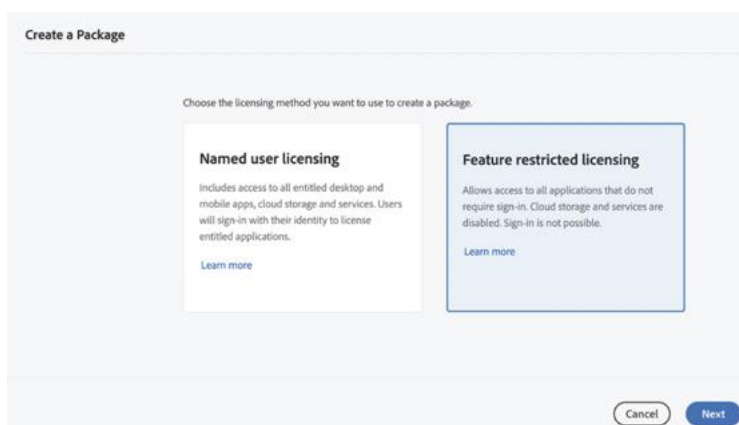 Create a Package
Choose the licensing method you want to use to create a package.
Named user licensing
Includes access to all entitled desktop and
mobile apps, cloud storage and services. Users
will sign-in with their identity to license
entitled applications.
Learn more
Feature restricted licensing
Allows access to all applications that do not
require sign-in. Cloud storage and services are
disabled. Sign-in is not possible.
Learn more
Cancel
Next